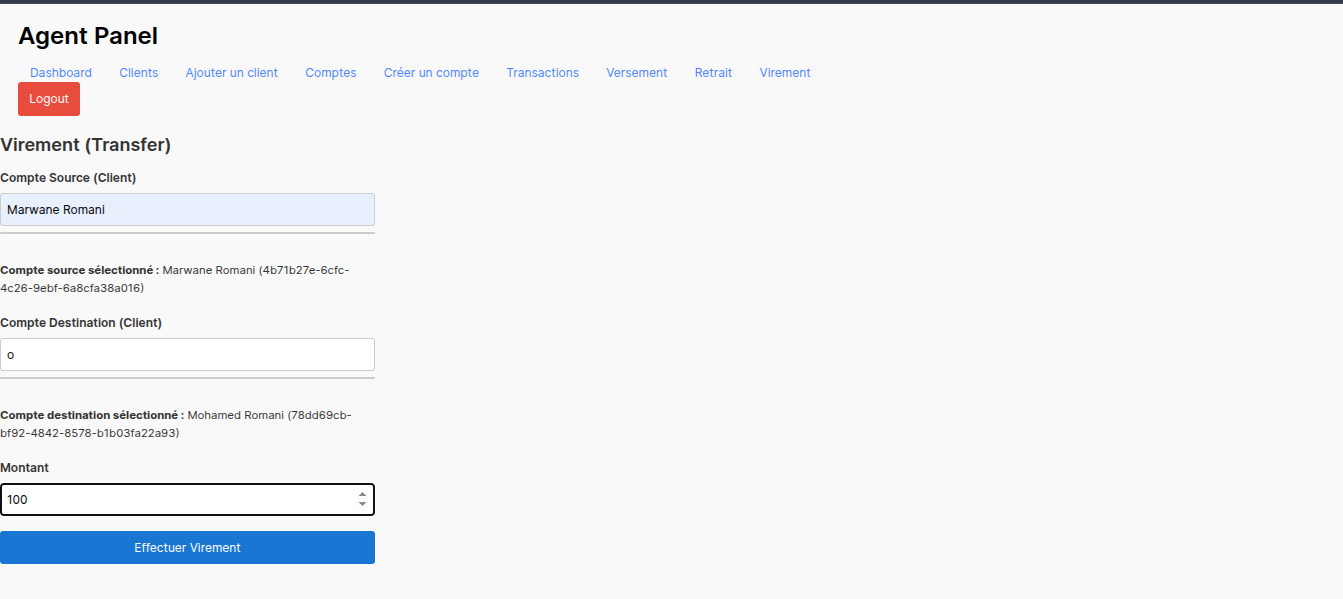 Agent Panel
Dashboard Clients Ajouter un client Comptes Créer un compte Transactions Versement Retrait Virement
Logout
Virement (Transfer)
Compte Source (Client)
Marwane Romani
Compte source sélectionné : Marwane Romani (4b71b27e-6cfc-
4c26-9ebf-6a8cfa38a016)
Compte Destination (Client)
o
Compte destination sélectionné : Mohamed Romani (78dd69cb-
bf92-4842-8578-b1b03fa22a93)
Montant
100
Effectuer Virement